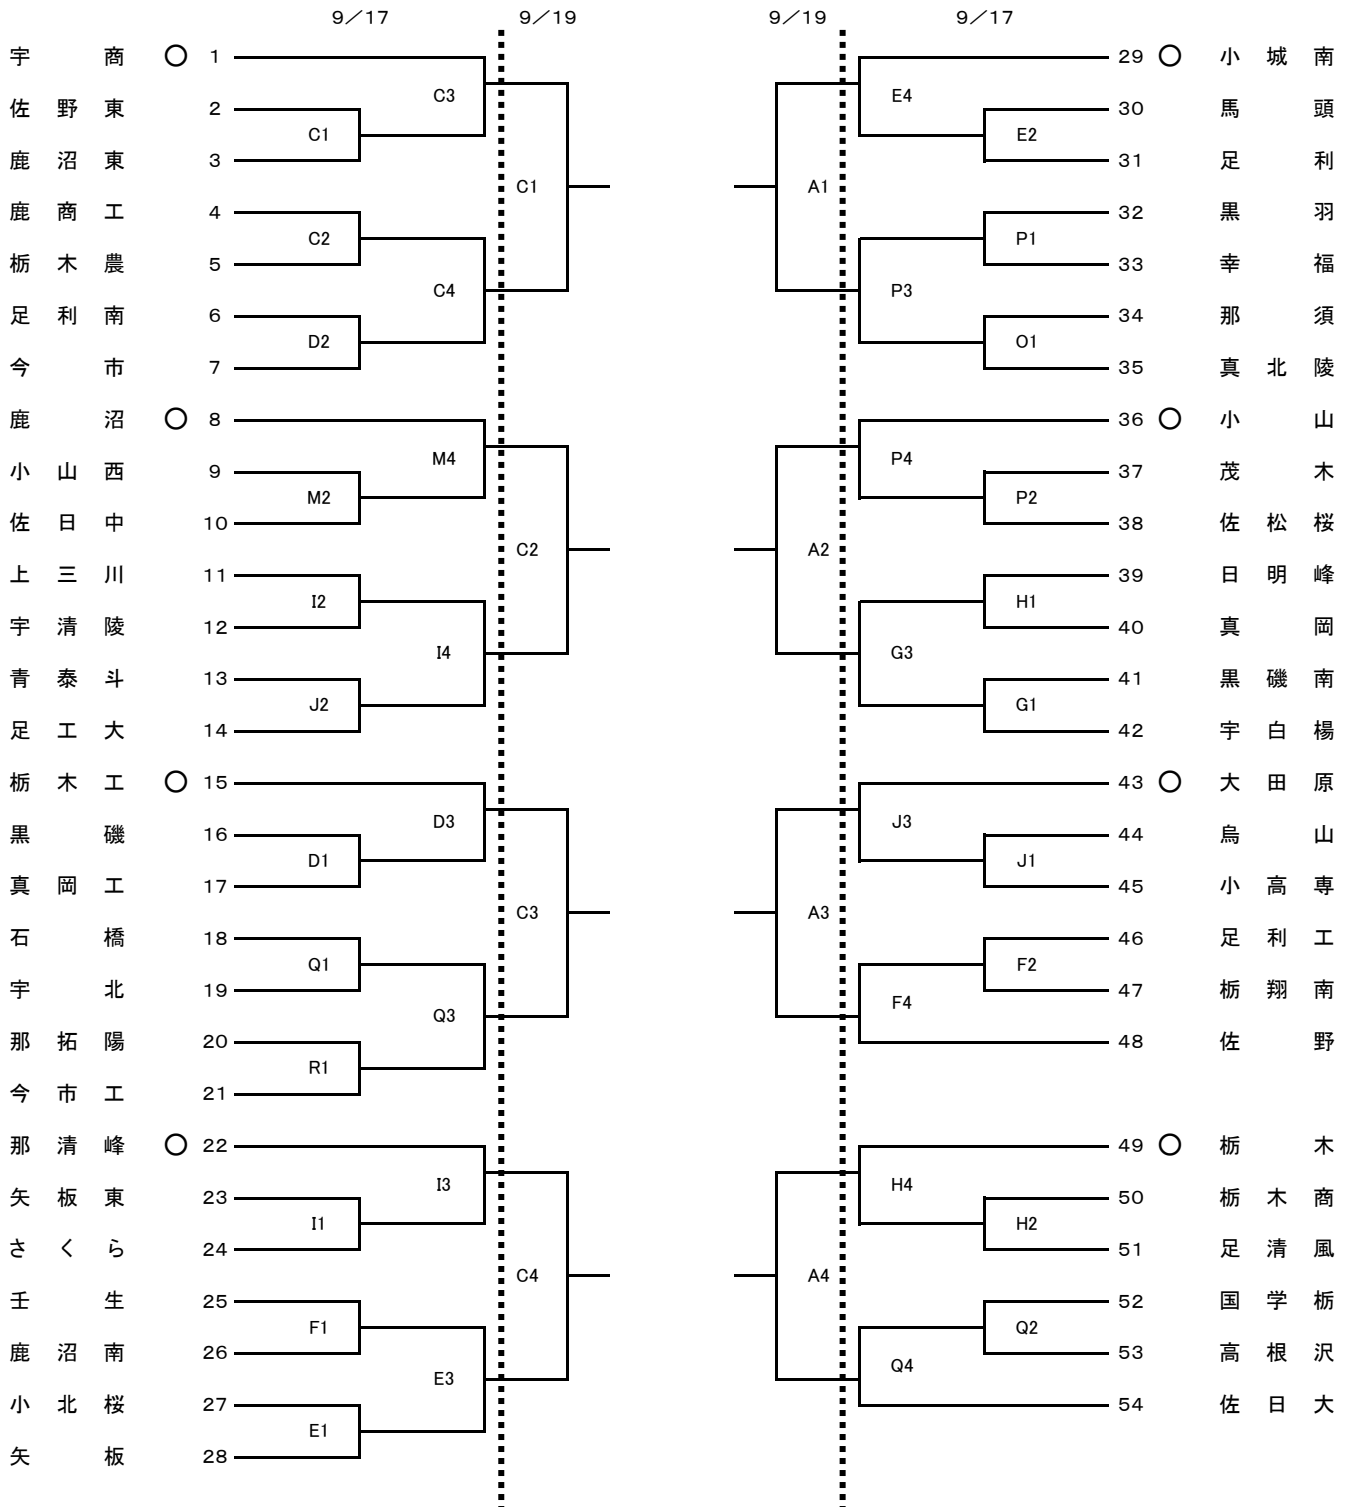 9／17 9／19 9／19 9／17
宇商 ○ 1 29 ○ 小城南
C3 E4
佐野東 2 30 馬頭
C1 E2
鹿沼東 3 31 足利
C1 A1
鹿商工 4 32 黒羽
C2 P1
栃木農 5 33 幸福
C4 P3
足利南 6 34 那須
D2 O1
今市 7 35 真北陵
鹿沼 ○ 8 36 ○ 小山
M4 P4
小山西 9 37 茂木
M2 P2
佐日中 10 38 佐松桜
C2 A2
上三川 11 39 日明峰
I2 H1
宇清陵 12 40 真岡
I4 G3
青泰斗 13 41 黒磯南
J2 G1
足工大 14 42 宇白楊
栃木工 ○ 15 43 ○ 大田原
D3 J3
黒磯 16 44 烏山
D1 J1
真岡工 17 45 小高専
C3 A3
石橋 18 46 足利工
Q1 F2
宇北 19 47 栃翔南
Q3 F4
那拓陽 20 48 佐野
R1
今市工 21
那清峰 ○ 22 49 ○ 栃木
I3 H4
矢板東 23 50 栃木商
I1 H2
さくら 24 51 足清風
C4 A4
壬生 25 52 国学栃
F1 Q2
鹿沼南 26 53 高根沢
E3 Q4
小北桜 27 54 佐日大
E1
矢板 28